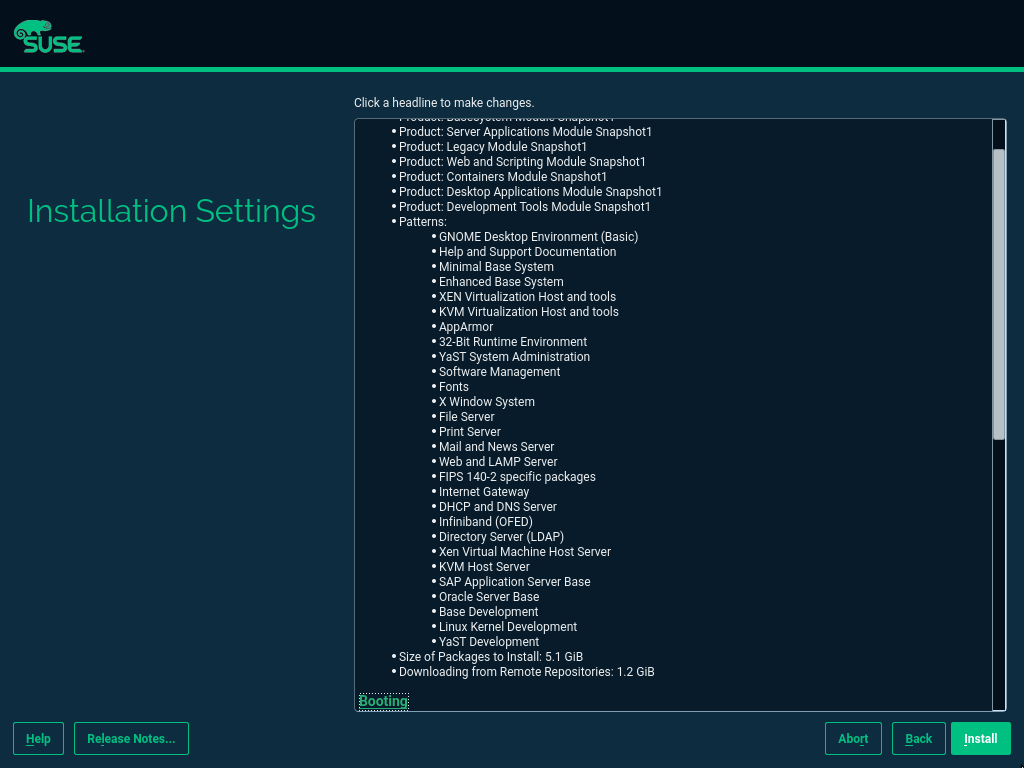 SUSE
Click a headline to make changes.
Product: Basesystem Module Snapshot1
• Product: Server Applications Module Snapshot1
• Product: Legacy Module Snapshot1
• Product: Web and Scripting Module Snapshot1
• Product: Containers Module Snapshot1
• Product: Desktop Applications Module Snapshot1
• Product: Development Tools Module Snapshot1
• Patterns:
• GNOME Desktop Environment (Basic)
• Help and Support Documentation
• Minimal Base System
• Enhanced Base System
• XEN Virtualization Host and tools
• KVM Virtualization Host and tools
• AppArmor
• 32-Bit Runtime Environment
• YaST System Administration
• Software Management
• Fonts
• X Window System
• File Server
• Print Server
• Mail and News Server
• Web and LAMP Server
• FIPS 140-2 specific packages
• Internet Gateway
• DHCP and DNS Server
• Infiniband (OFED)
• Directory Server (LDAP)
• Xen Virtual Machine Host Server
• KVM Host Server
• SAP Application Server Base
• Oracle Server Base
• Base Development
• Linux Kernel Development
• YaST Development
• Size of Packages to Install: 5.1 GiB
• Downloading from Remote Repositories: 1.2 GiB
Booting
Installation Settings
Help
Release Notes...
Abort
Back
Install